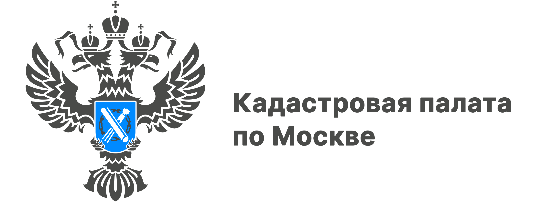 Кадастровая палата
по Москве